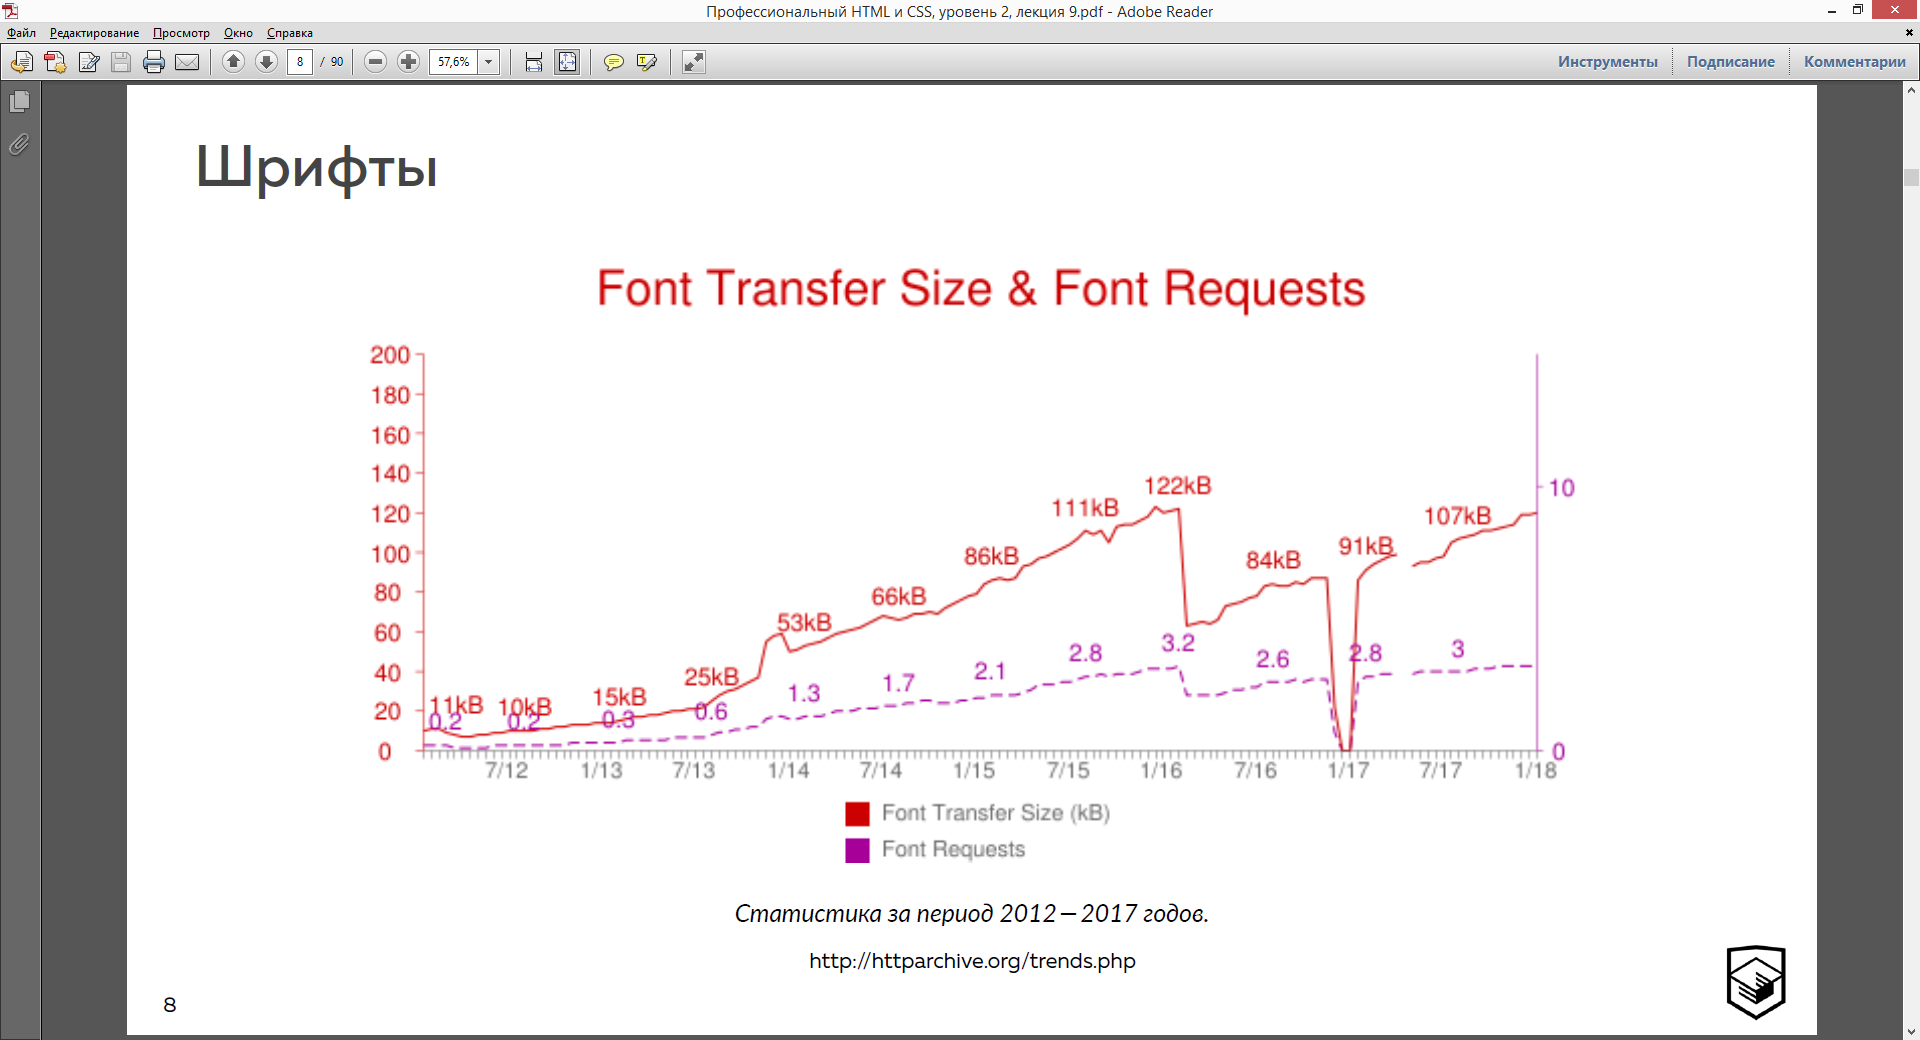 Профессиональный HTML и CSS, уровень 2, лекция 9.pdf - Adobe Reader
Файл Редактирование Просмотр Окно Справка
8 / 90 57,6% Инструменты Подписание Комментарии
Шрифты
Font Transfer Size & Font Requests
200
180
160
140
120
100
80
60
40
20
0
10
0
11kB 10kB 15kB 25kB 53kB 66kB 86kB 111kB 122kB 84kB 91kB 107kB
0.2 0.2 0.3 0.6 1.3 1.7 2.1 2.8 3.2 2.6 2.8 3
7/12 1/13 7/13 1/14 7/14 1/15 7/15 1/16 7/16 1/17 7/17 1/18
Font Transfer Size (kB)
Font Requests
Статистика за период 2012 — 2017 годов.
http://httparchive.org/trends.php
8